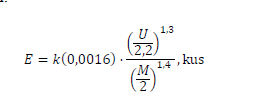 E = k(0,0016) · (U/2,2)^1,3 / (M/2)^1,4 , kus